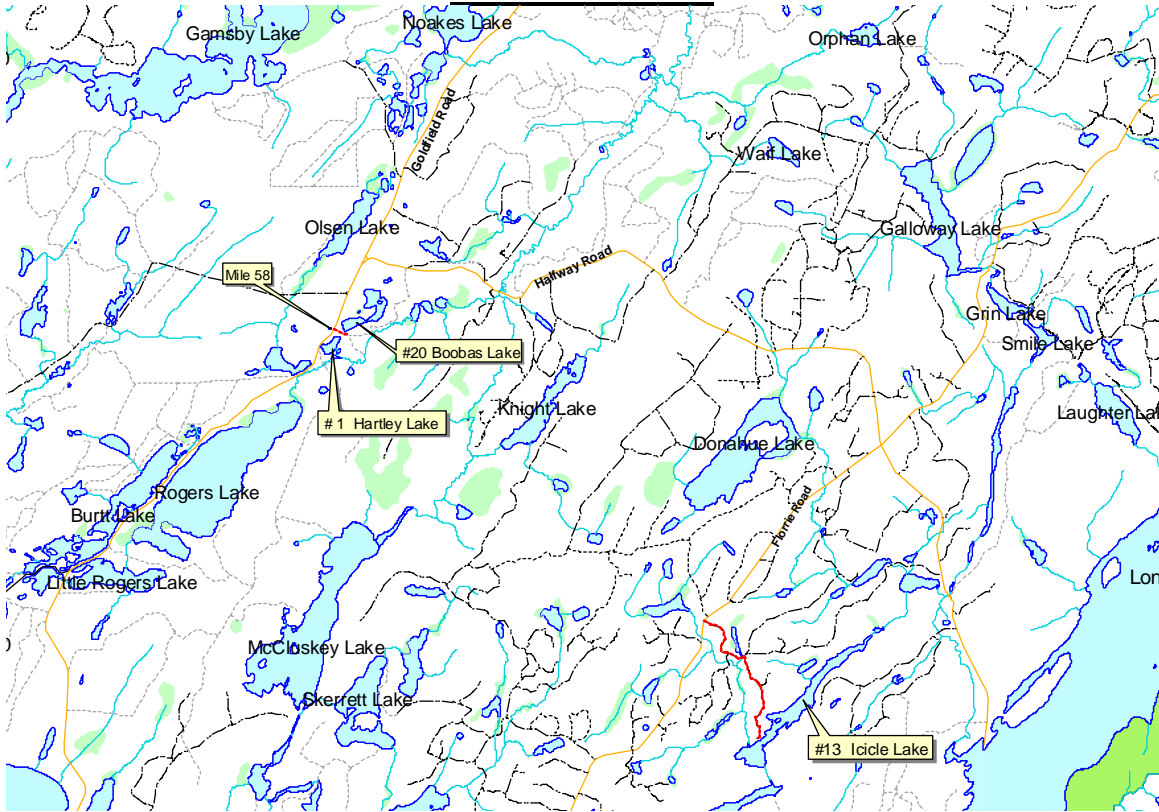 Gamsby Lake
Noakes Lake
Orphan Lake
Goldfield Road
Waif Lake
Olsen Lake
Galloway Lake
Halfway Road
Mile 58
Grin Lake
Smile Lake
#20 Boobas Lake
Knight Lake
# 1 Hartley Lake
Laughter Lak
Donahue Lake
Rogers Lake
Burtt Lake
Florrie Road
Little Rogers Lake
Lon
McCluskey Lake
Skerrett Lake
#13 Icicle Lake